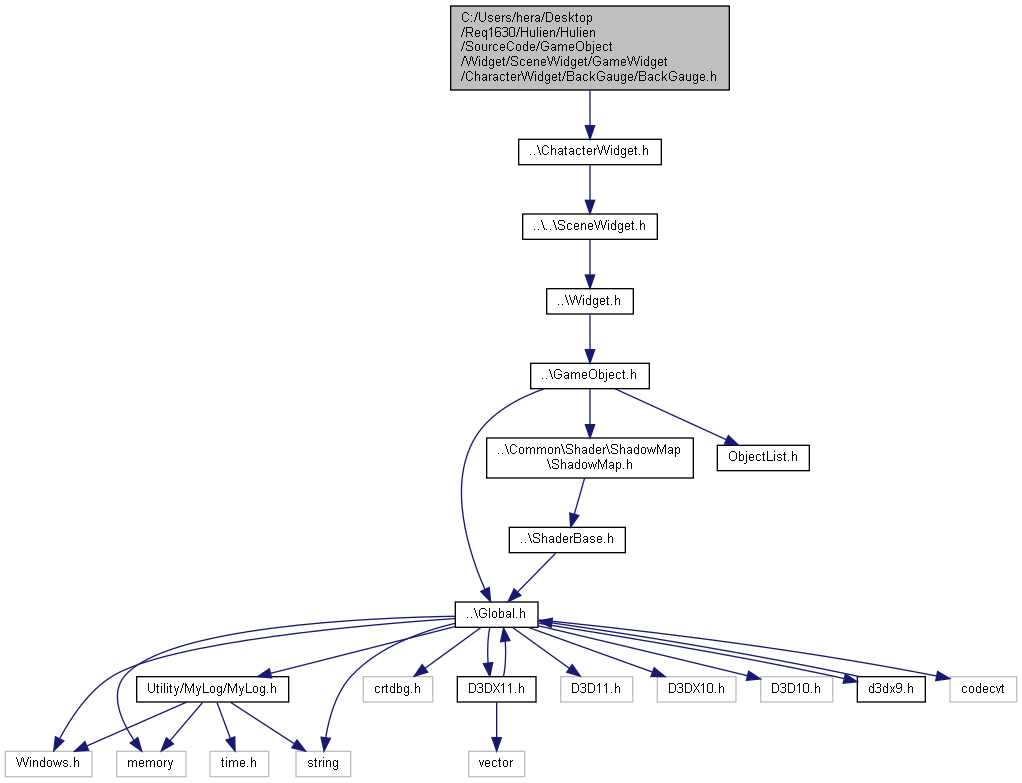 C:/Users/hera/Desktop
/Req1630/Hulien/Hulien
/SourceCode/GameObject
/Widget/SceneWidget/GameWidget
/CharacterWidget/BackGauge/BackGauge.h
..\ChatacterWidget.h
..\..\SceneWidget.h
..\Widget.h
..\GameObject.h
..\Common\Shader\ShadowMap
\ShadowMap.h
ObjectList.h
..\ShaderBase.h
..\Global.h
Utility/MyLog/MyLog.h
crtdbg.h
D3DX11.h
D3D11.h
D3DX10.h
D3D10.h
d3dx9.h
codecvt
Windows.h
memory
time.h
string
vector